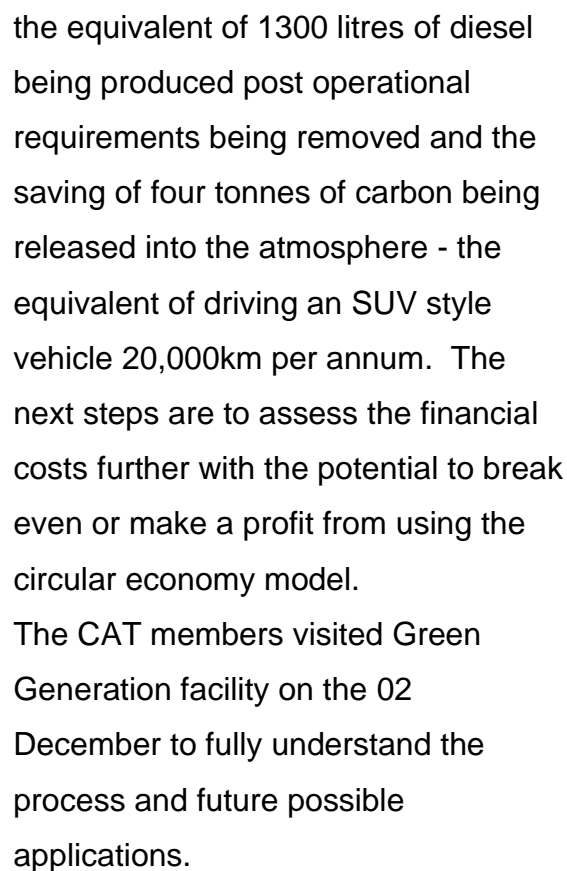 the equivalent of 1300 litres of diesel
being produced post operational
requirements being removed and the
saving of four tonnes of carbon being
released into the atmosphere - the
equivalent of driving an SUV style
vehicle 20,000km per annum.  The
next steps are to assess the financial
costs further with the potential to break
even or make a profit from using the
circular economy model.
The CAT members visited Green
Generation facility on the 02
December to fully understand the
process and future possible
applications.